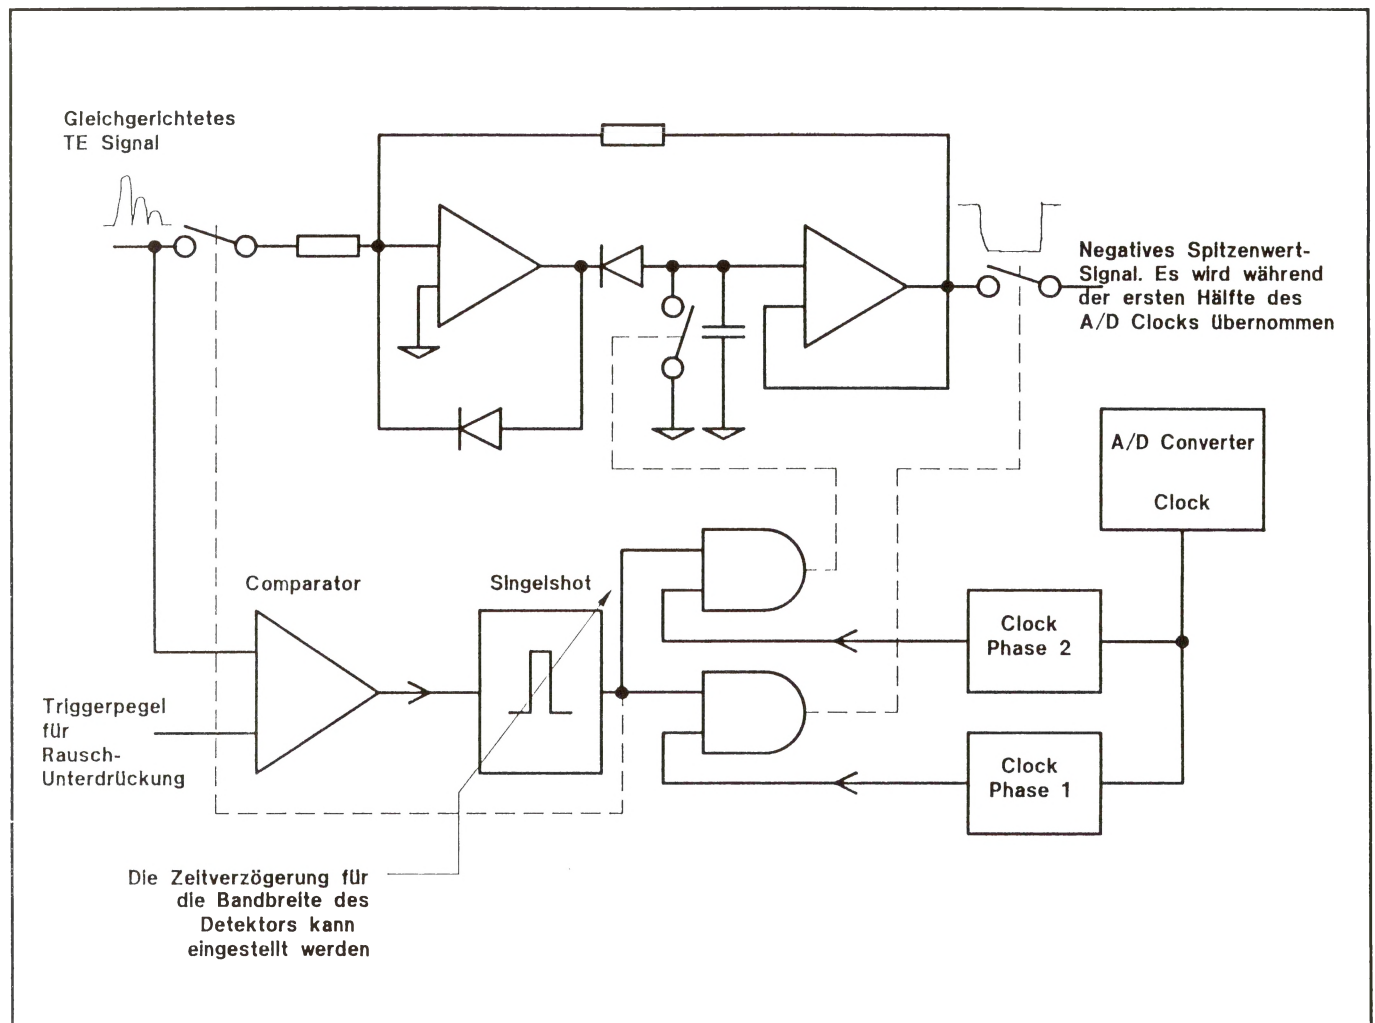 Gleichgerichtetes
TE Signal
Negatives Spitzenwert-
Signal. Es wird während
der ersten Hälfte des
A/D Clocks übernommen
A/D Converter
Clock
Comparator
Singelshot
Clock
Phase 2
Triggerpegel
für
Rausch-
Unterdrückung
Clock
Phase 1
Die Zeitverzögerung für
die Bandbreite des
Detektors kann
eingestellt werden